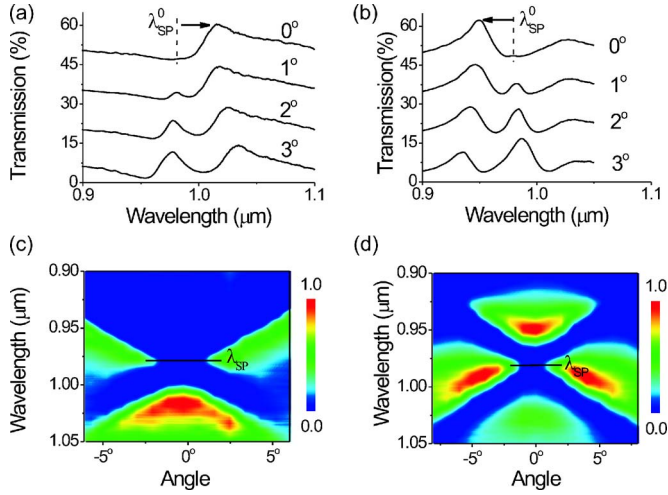 (a)
λ⁰SP
0°
1°
2°
3°
Transmission (%)
60
45
30
15
0
0.9
1.0
1.1
Wavelength (μm)
(b)
λ⁰SP
0°
1°
2°
3°
Transmission(%)
60
45
30
15
0
0.9
1.0
1.1
Wavelength (μm)
(c)
Wavelength (μm)
0.90
0.95
1.00
1.05
λSP
1.0
0.0
-5°
0°
5°
Angle
(d)
Wavelength (μm)
0.90
0.95
1.00
1.05
λSP
1.0
0.0
-5°
0°
5°
Angle